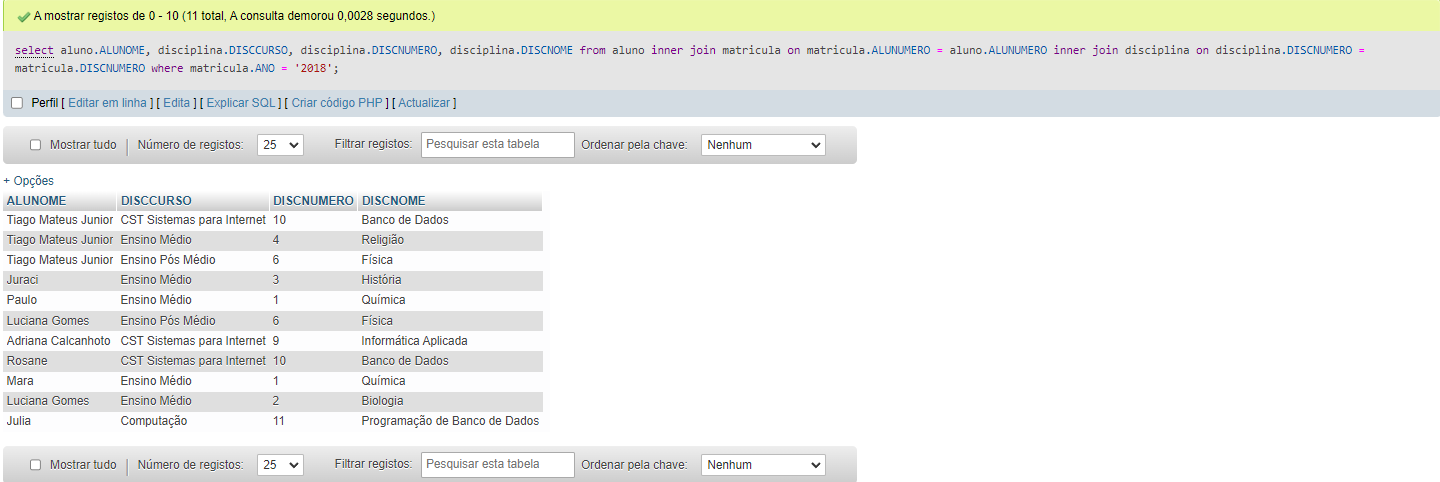 A mostrar registos de 0 - 10 (11 total, A consulta demorou 0,0028 segundos.)
select aluno.ALUNOME, disciplina.DISCCURSO, disciplina.DISCNUMERO, disciplina.DISCNOME from aluno inner join matricula on matricula.ALUNUMERO = aluno.ALUNUMERO inner join disciplina on disciplina.DISCNUMERO =
matricula.DISCNUMERO where matricula.ANO = '2018';
Perfil [ Editar em linha ] [ Edita ] [ Explicar SQL ] [ Criar código PHP ] [ Actualizar ]
Mostrar tudo | Número de registos: 25 Filtrar registos: Pesquisar esta tabela Ordenar pela chave: Nenhum
+ Opções
ALUNOME DISCCURSO DISCNUMERO DISCNOME
Tiago Mateus Junior CST Sistemas para Internet 10 Banco de Dados
Tiago Mateus Junior Ensino Médio 4 Religião
Tiago Mateus Junior Ensino Pós Médio 6 Física
Juraci Ensino Médio 3 História
Paulo Ensino Médio 1 Química
Luciana Gomes Ensino Pós Médio 6 Física
Adriana Calcanhoto CST Sistemas para Internet 9 Informática Aplicada
Rosane CST Sistemas para Internet 10 Banco de Dados
Mara Ensino Médio 1 Química
Luciana Gomes Ensino Médio 2 Biologia
Julia Computação 11 Programação de Banco de Dados
Mostrar tudo | Número de registos: 25 Filtrar registos: Pesquisar esta tabela Ordenar pela chave: Nenhum